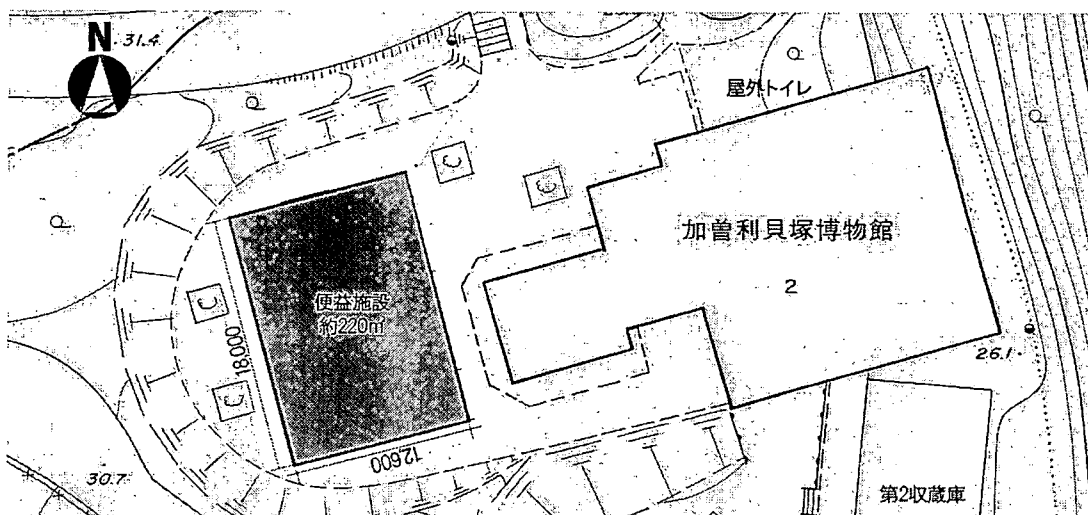 N
31.4
屋外トイレ
加曽利貝塚博物館
2
便益施設
約220㎡
18,000
12,600
26.1
30.7
第2収蔵庫